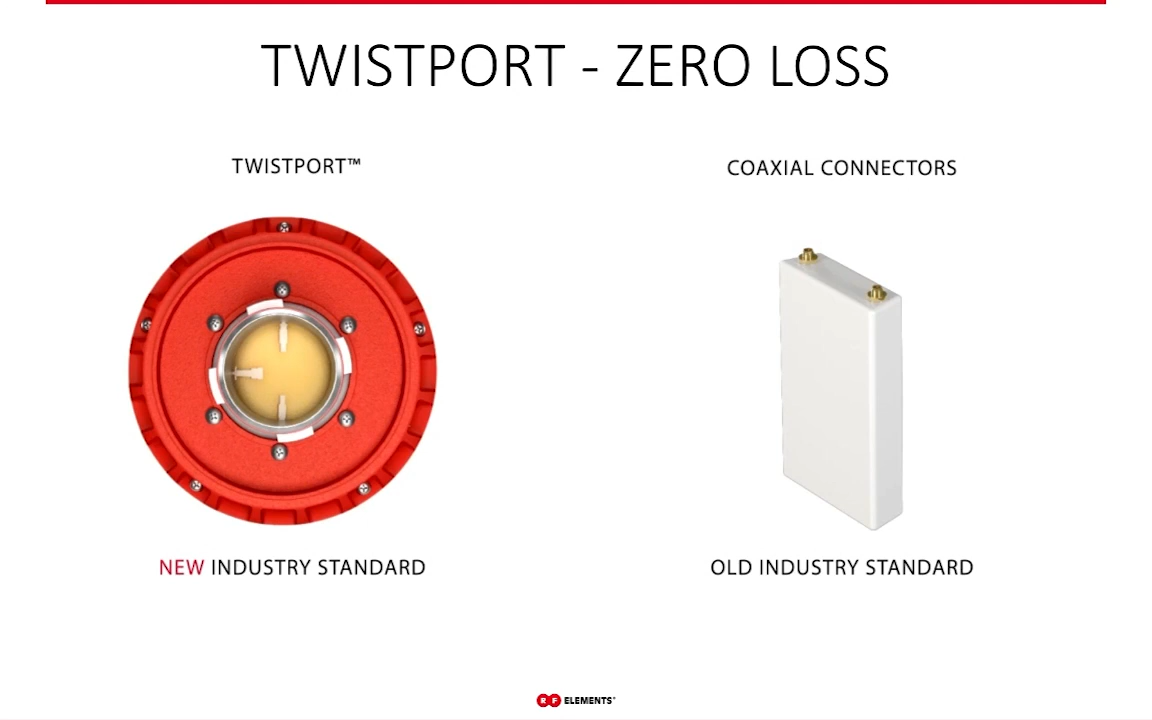 TWISTPORT - ZERO LOSS
TWISTPORT™
COAXIAL CONNECTORS
NEW INDUSTRY STANDARD
OLD INDUSTRY STANDARD
RF ELEMENTS®